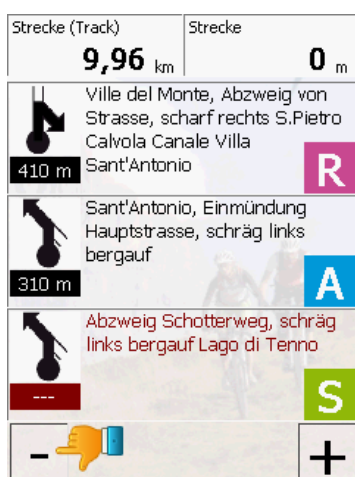 Strecke (Track)
9,96 km
Strecke
0 m
Ville del Monte, Abzweig von
Strasse, scharf rechts S.Pietro
Calvola Canale Villa
Sant'Antonio
410 m
R
Sant'Antonio, Einmündung
Hauptstrasse, schräg links
bergauf
310 m
A
Abzweig Schotterweg, schräg
links bergauf Lago di Tenno
---
S
-
+